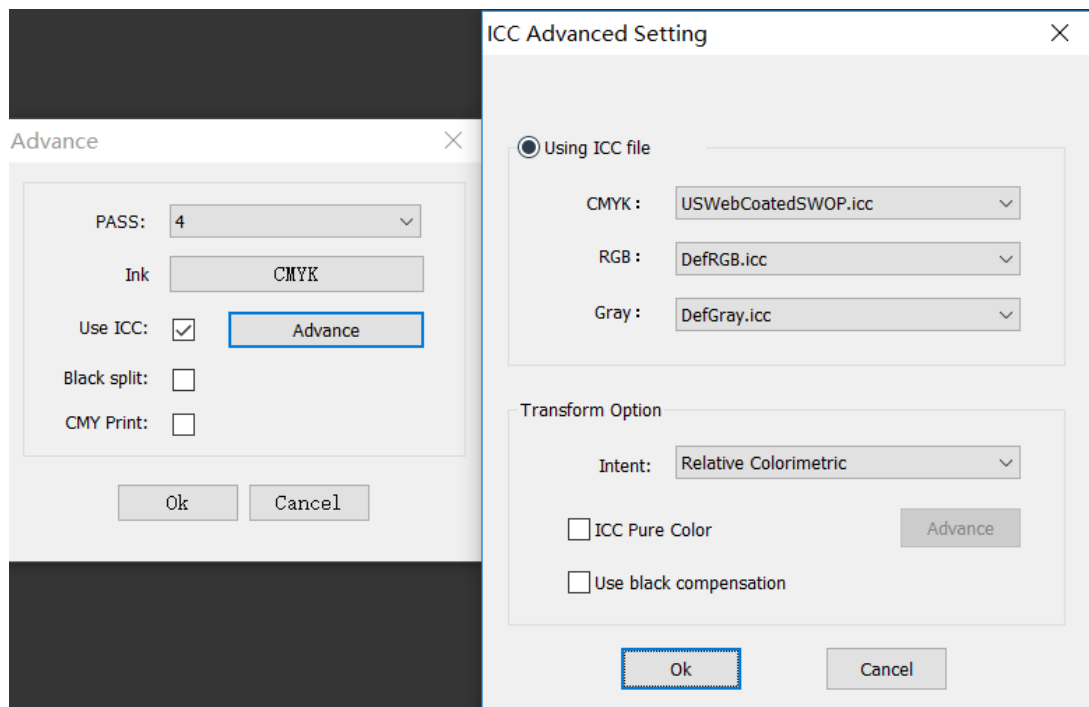 Advance
PASS: 4
Ink CMYK
Use ICC: Advance
Black split:
CMY Print:
Ok Cancel
ICC Advanced Setting
Using ICC file
CMYK: USWebCoatedSWOP.icc
RGB: DefRGB.icc
Gray: DefGray.icc
Transform Option
Intent: Relative Colorimetric
ICC Pure Color Advance
Use black compensation
Ok Cancel